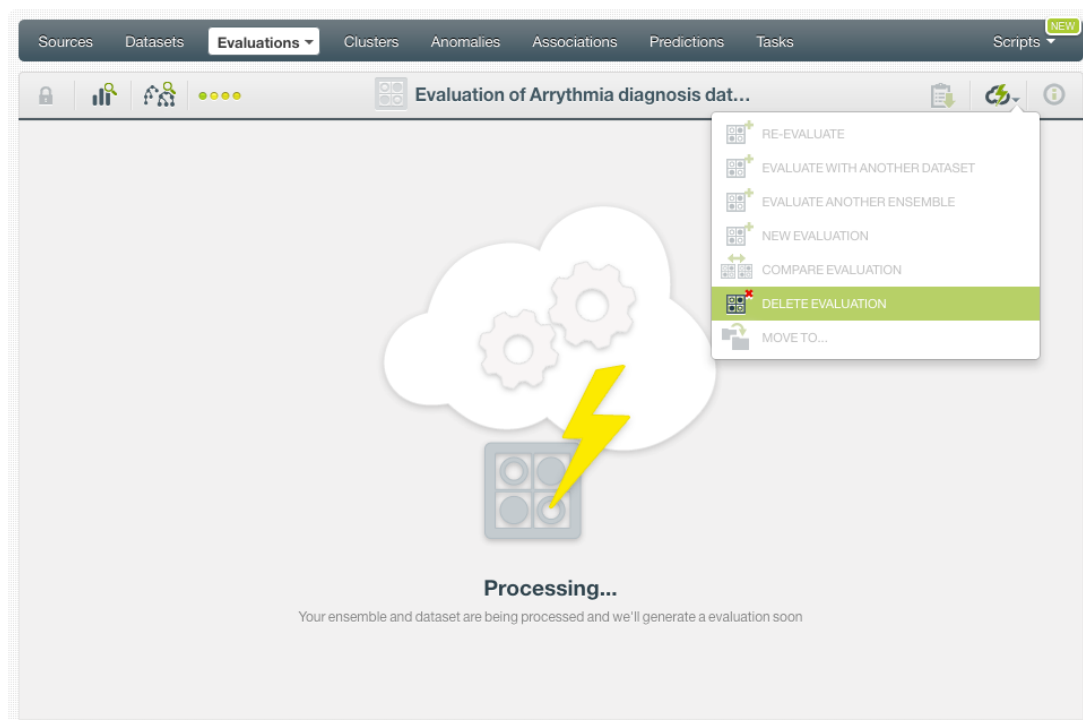 NEW
Sources Datasets Evaluations Clusters Anomalies Associations Predictions Tasks Scripts
Evaluation of Arrythmia diagnosis dat...
RE-EVALUATE
EVALUATE WITH ANOTHER DATASET
EVALUATE ANOTHER ENSEMBLE
NEW EVALUATION
COMPARE EVALUATION
DELETE EVALUATION
MOVE TO...
Processing...
Your ensemble and dataset are being processed and we'll generate a evaluation soon